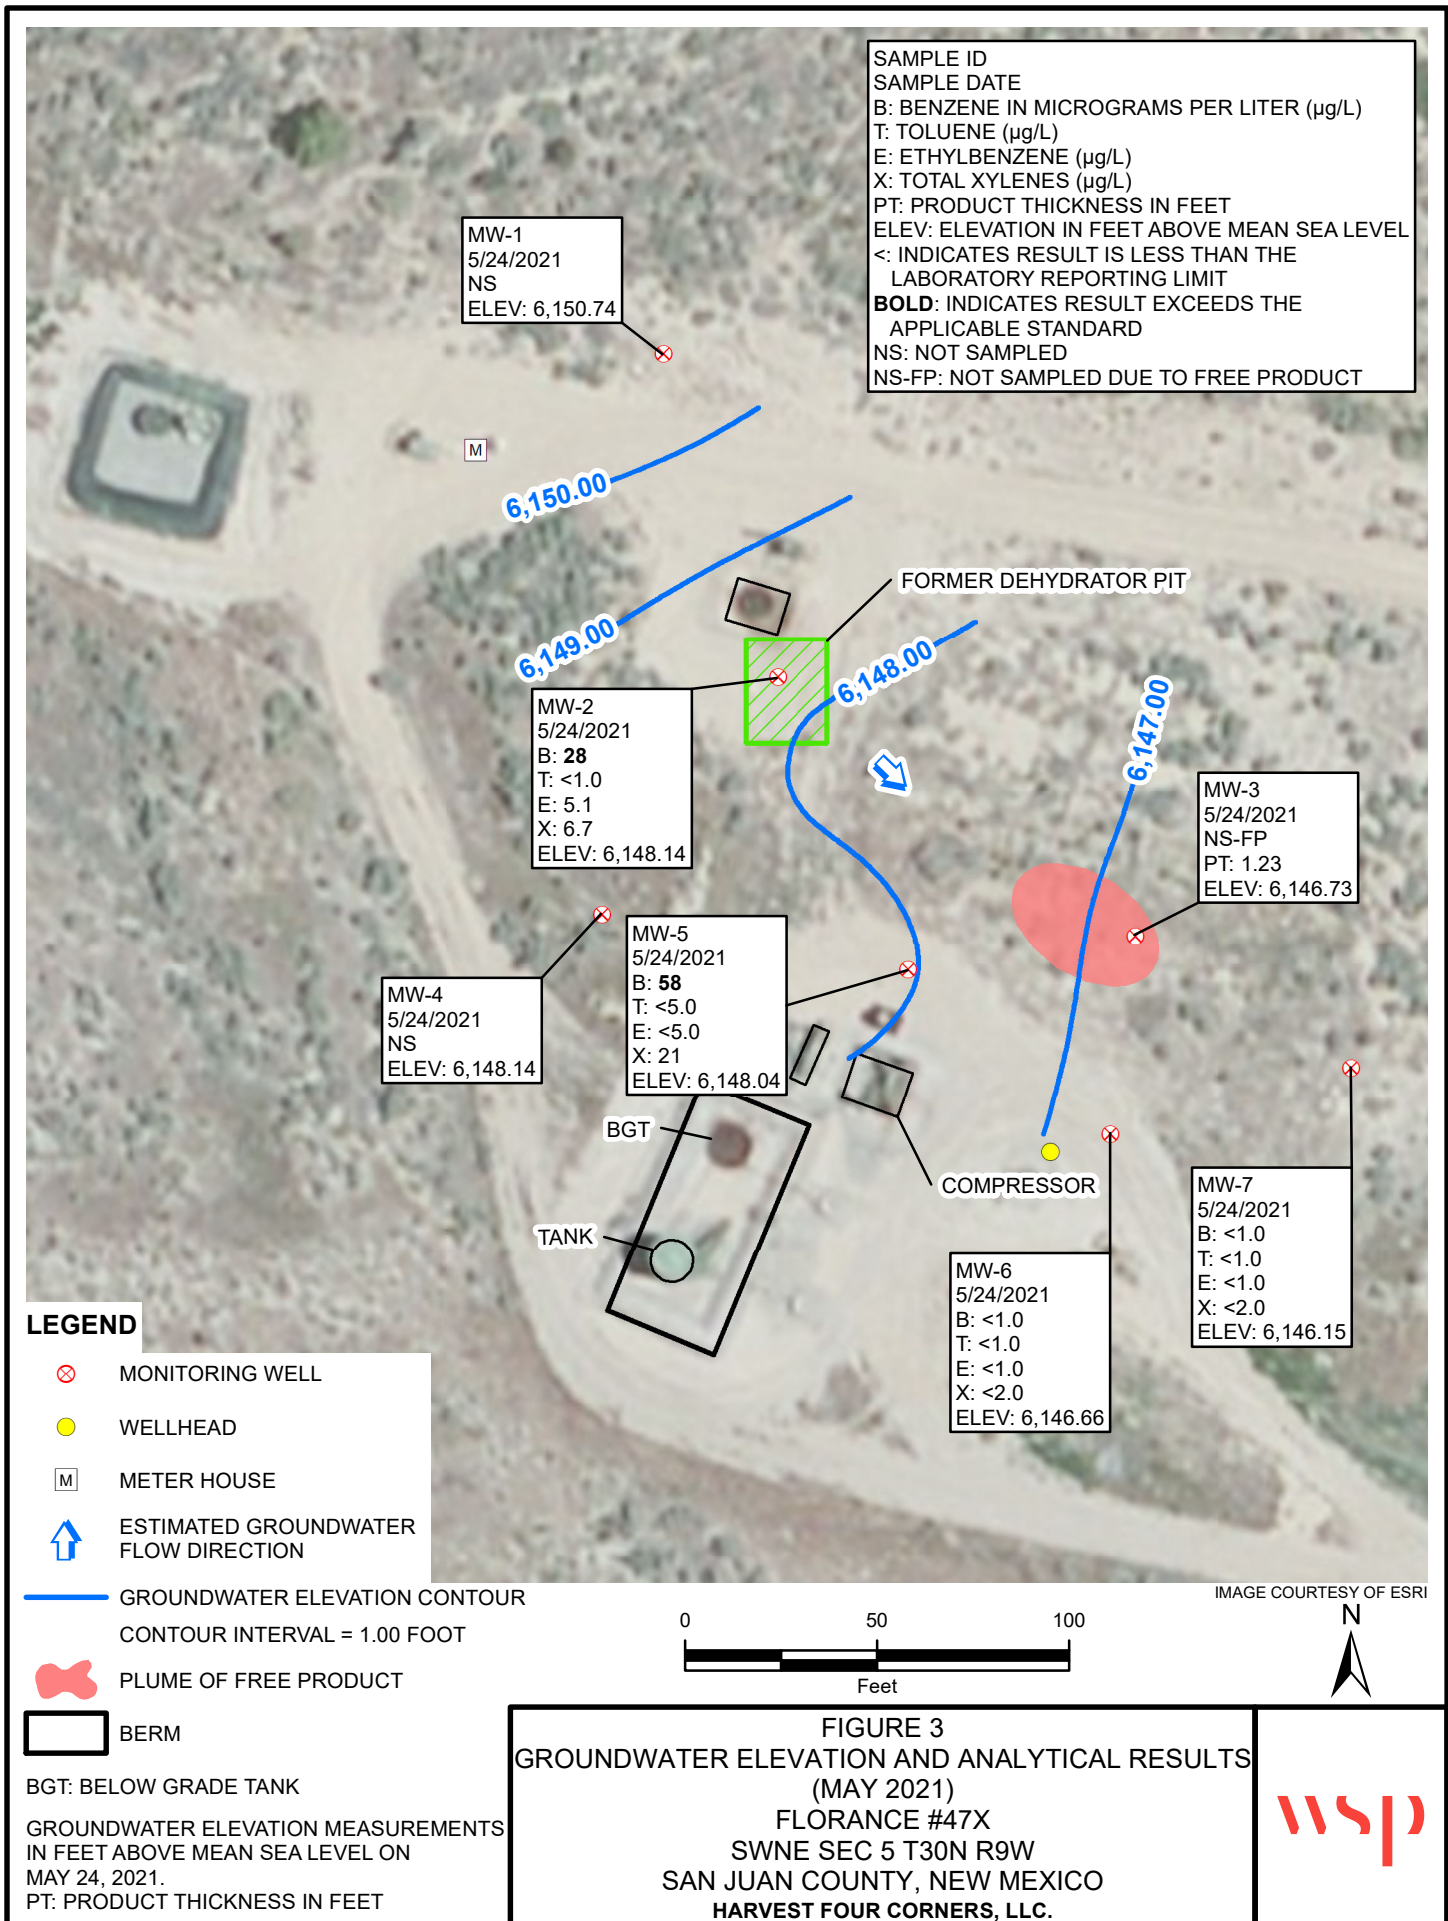 SAMPLE ID
SAMPLE DATE
B: BENZENE IN MICROGRAMS PER LITER (µg/L)
T: TOLUENE (µg/L)
E: ETHYLBENZENE (µg/L)
X: TOTAL XYLENES (µg/L)
PT: PRODUCT THICKNESS IN FEET
ELEV: ELEVATION IN FEET ABOVE MEAN SEA LEVEL
<: INDICATES RESULT IS LESS THAN THE
LABORATORY REPORTING LIMIT
BOLD: INDICATES RESULT EXCEEDS THE
APPLICABLE STANDARD
NS: NOT SAMPLED
NS-FP: NOT SAMPLED DUE TO FREE PRODUCT
MW-1
5/24/2021
NS
ELEV: 6,150.74
M
6,150.00
FORMER DEHYDRATOR PIT
6,149.00
6,148.00
6,147.00
MW-2
5/24/2021
B: 28
T: <1.0
E: 5.1
X: 6.7
ELEV: 6,148.14
MW-3
5/24/2021
NS-FP
PT: 1.23
ELEV: 6,146.73
MW-5
5/24/2021
B: 58
T: <5.0
E: <5.0
X: 21
ELEV: 6,148.04
MW-4
5/24/2021
NS
ELEV: 6,148.14
BGT
COMPRESSOR
TANK
MW-7
5/24/2021
B: <1.0
T: <1.0
E: <1.0
X: <2.0
ELEV: 6,146.15
MW-6
5/24/2021
B: <1.0
T: <1.0
E: <1.0
X: <2.0
ELEV: 6,146.66
LEGEND
MONITORING WELL
WELLHEAD
M METER HOUSE
ESTIMATED GROUNDWATER
FLOW DIRECTION
GROUNDWATER ELEVATION CONTOUR
CONTOUR INTERVAL = 1.00 FOOT
PLUME OF FREE PRODUCT
BERM
BGT: BELOW GRADE TANK
GROUNDWATER ELEVATION MEASUREMENTS
IN FEET ABOVE MEAN SEA LEVEL ON
MAY 24, 2021.
PT: PRODUCT THICKNESS IN FEET
IMAGE COURTESY OF ESRI
0 50 100
Feet
N
FIGURE 3
GROUNDWATER ELEVATION AND ANALYTICAL RESULTS
(MAY 2021)
FLORANCE #47X
SWNE SEC 5 T30N R9W
SAN JUAN COUNTY, NEW MEXICO
HARVEST FOUR CORNERS, LLC.
wsp